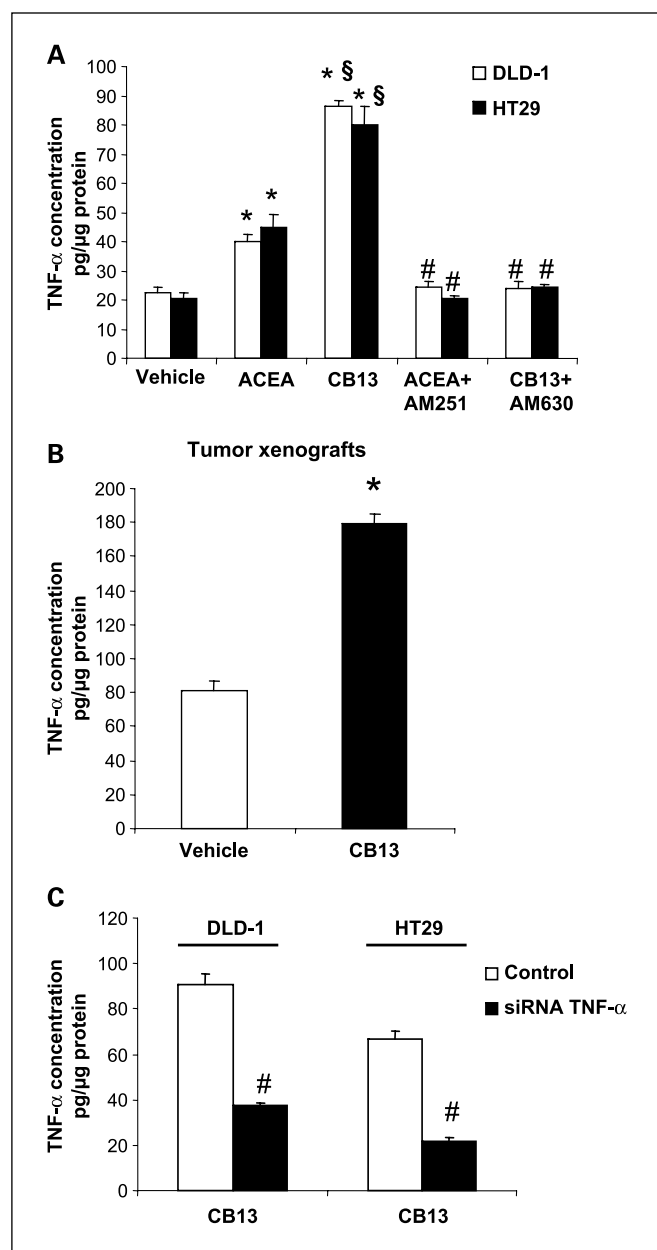 A
TNF-α concentration
pg/μg protein
100
90
80
70
60
50
40
30
20
10
0
* §
* §
*
*
#
#
#
#
DLD-1
HT29
Vehicle
ACEA
CB13
ACEA+
AM251
CB13+
AM630
B
Tumor xenografts
TNF-α concentration
pg/μg protein
200
180
160
140
120
100
80
60
40
20
0
*
Vehicle
CB13
C
TNF-α concentration
pg/μg protein
120
100
80
60
40
20
0
DLD-1
HT29
#
#
Control
siRNA TNF-α
CB13
CB13